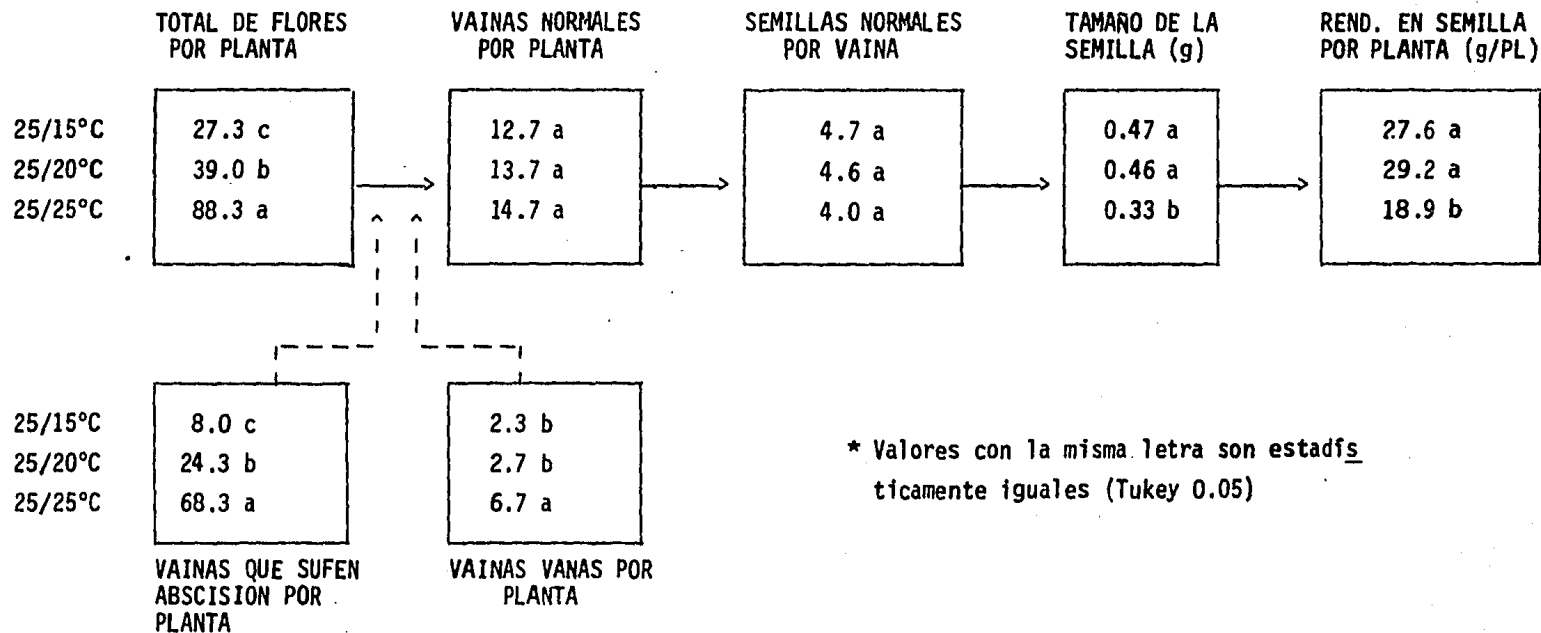 TOTAL DE FLORES POR PLANTA
VAINAS NORMALES POR PLANTA
SEMILLAS NORMALES POR VAINA
TAMAÑO DE LA SEMILLA (g)
REND. EN SEMILLA POR PLANTA (g/PL)
25/15°C 27.3 c 12.7 a 4.7 a 0.47 a 27.6 a
25/20°C 39.0 b 13.7 a 4.6 a 0.46 a 29.2 a
25/25°C 88.3 a 14.7 a 4.0 a 0.33 b 18.9 b
25/15°C 8.0 c 2.3 b
25/20°C 24.3 b 2.7 b
25/25°C 68.3 a 6.7 a
VAINAS QUE SUFEN
ABSCISION POR
PLANTA
VAINAS VANAS POR
PLANTA
* Valores con la misma letra son estadís
ticamente iguales (Tukey 0.05)